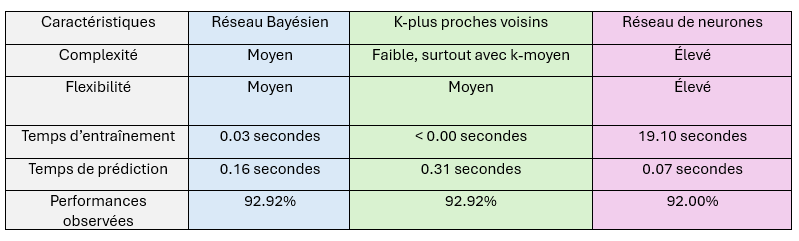 Caractéristiques Réseau Bayésien K-plus proches voisins Réseau de neurones
Complexité Moyen Faible, surtout avec k-moyen Élevé
Flexibilité Moyen Moyen Élevé
Temps d'entraînement 0.03 secondes < 0.00 secondes 19.10 secondes
Temps de prédiction 0.16 secondes 0.31 secondes 0.07 secondes
Performances 92.92% 92.92% 92.00%
observées